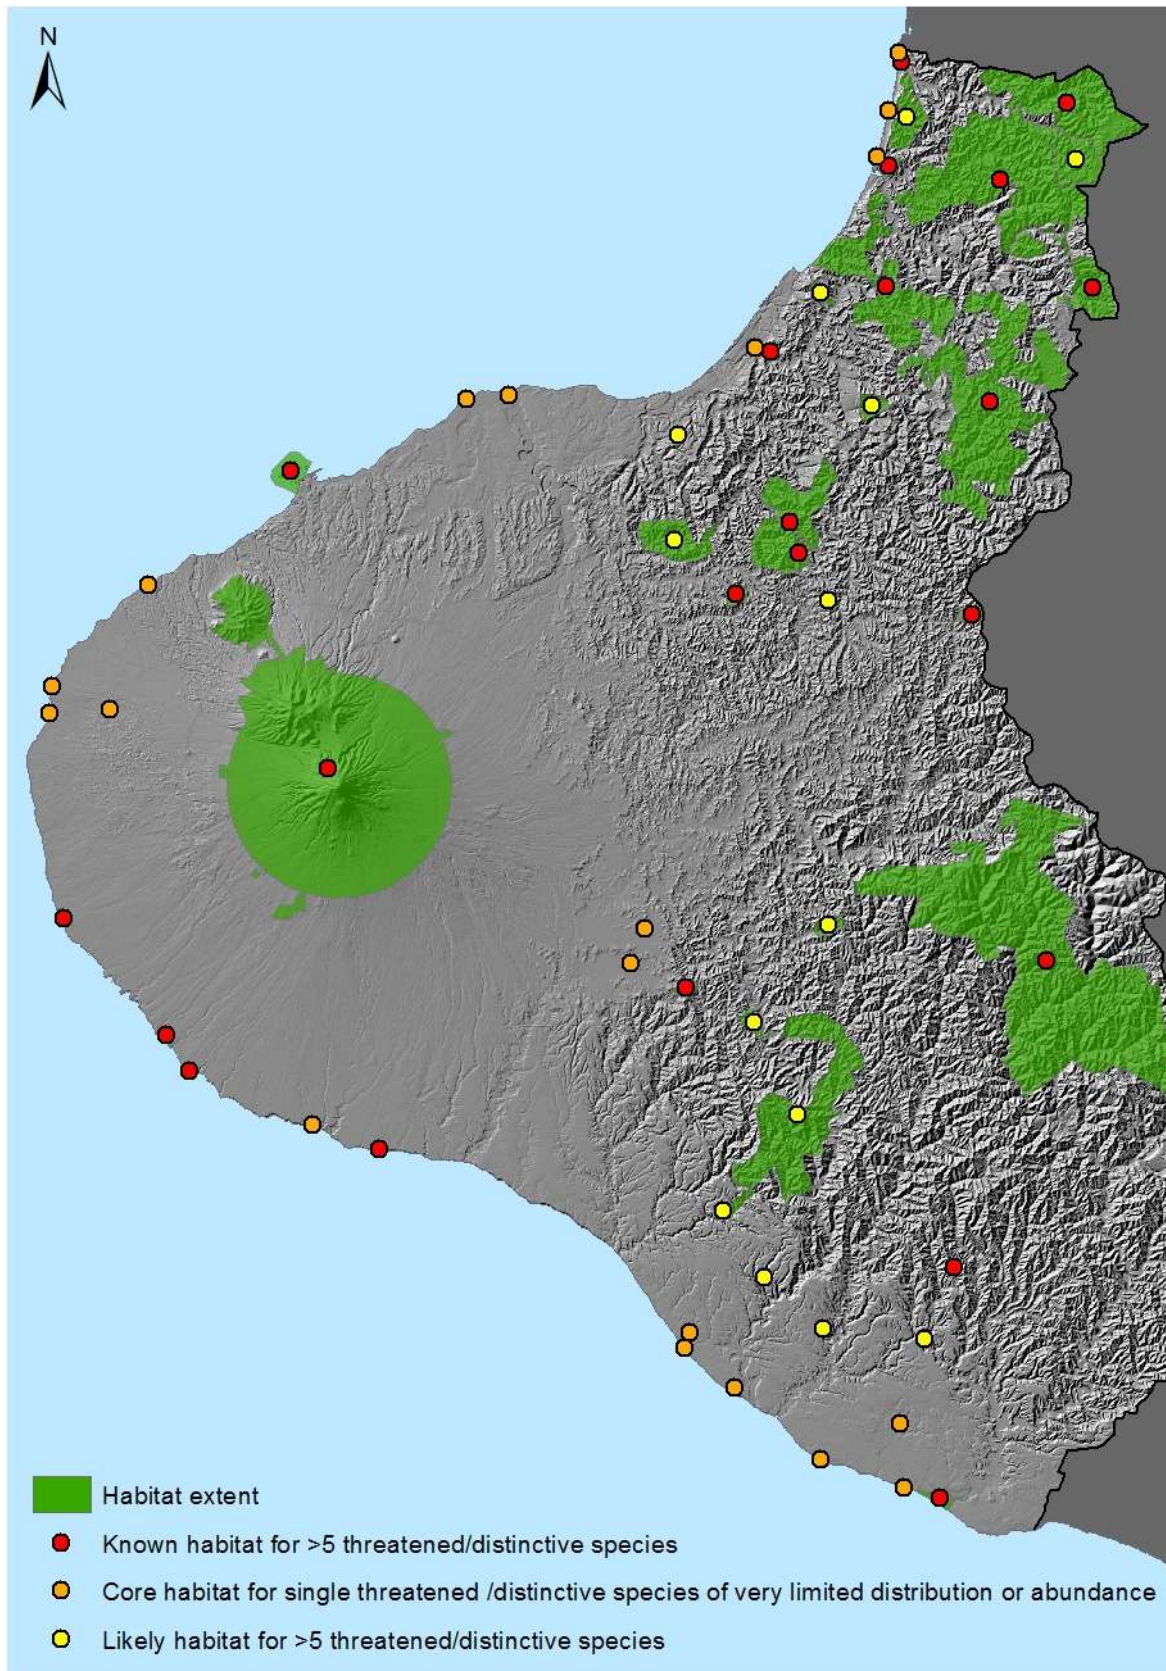 N
Habitat extent
Known habitat for >5 threatened/distinctive species
Core habitat for single threatened /distinctive species of very limited distribution or abundance
Likely habitat for >5 threatened/distinctive species